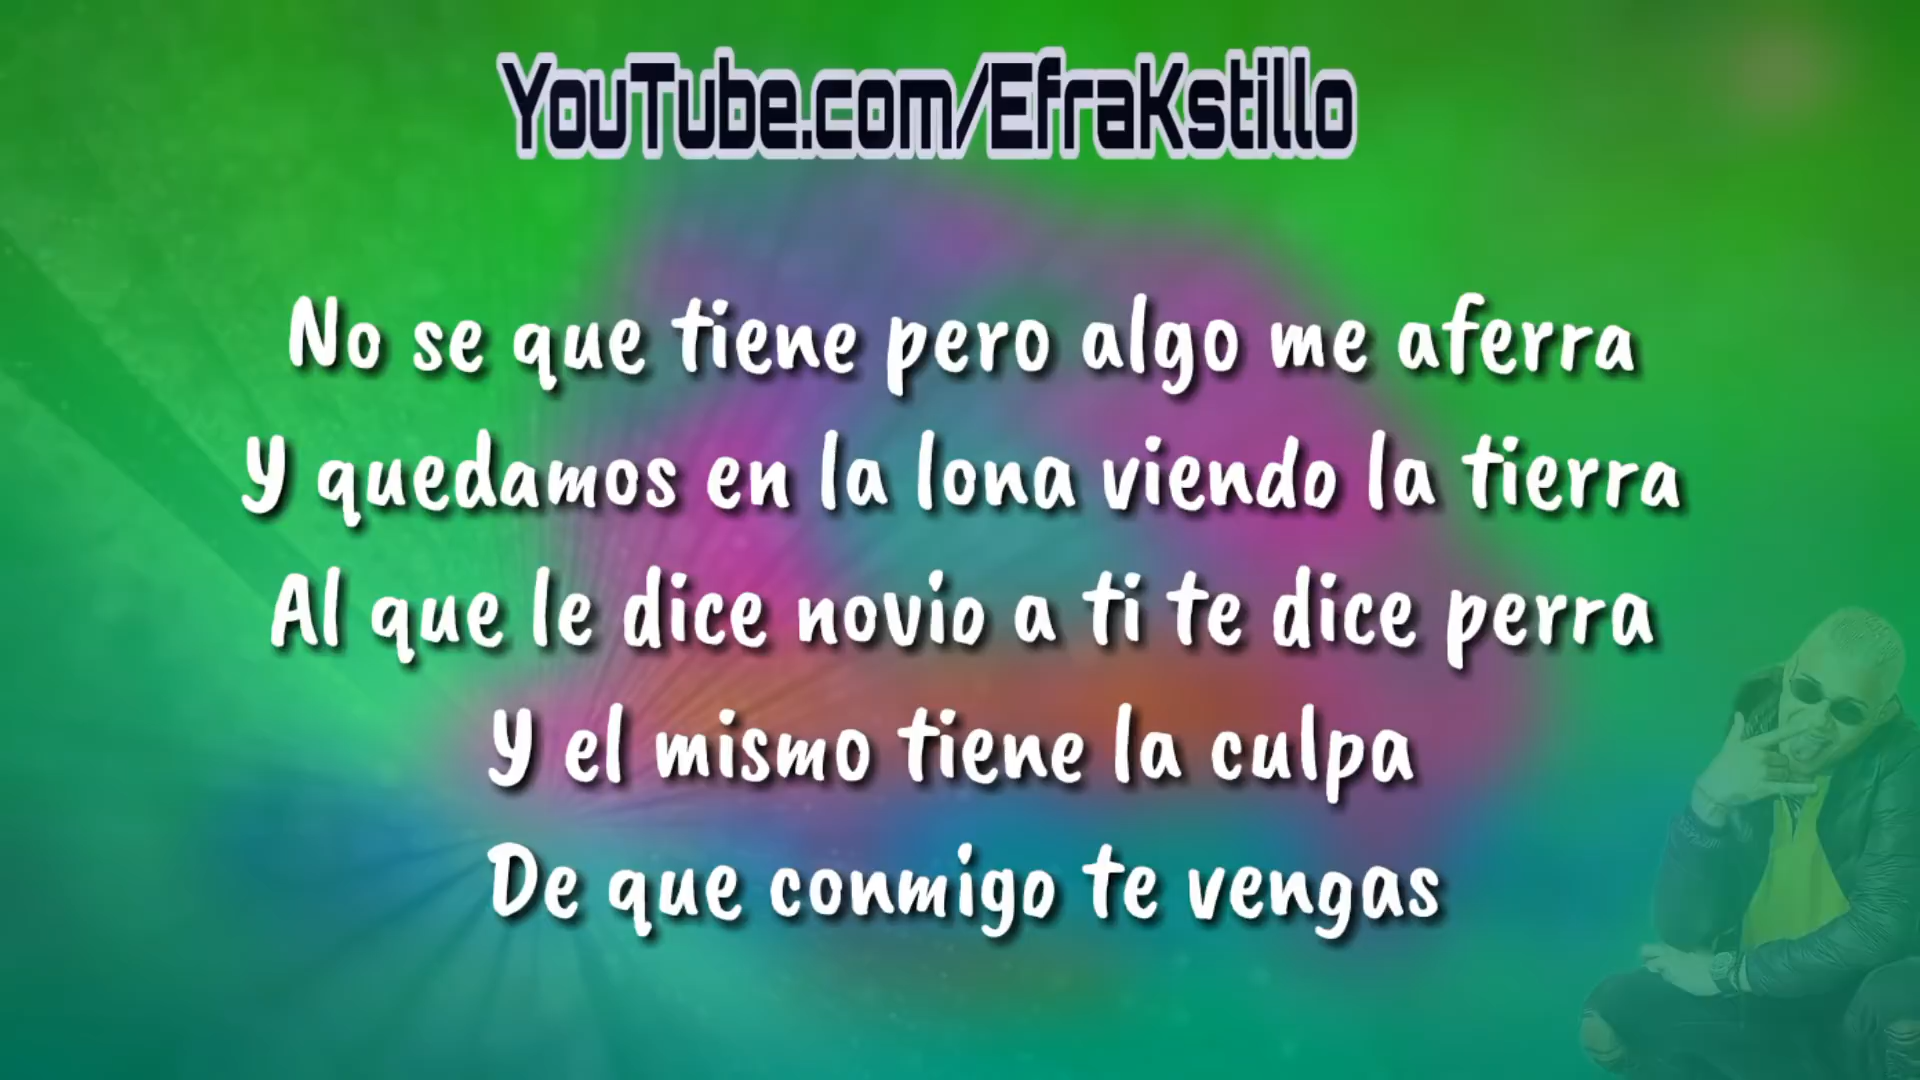 YouTube.com/EfraKstillo
No se que tiene pero algo me aferra
Y quedamos en la lona viendo la tierra
Al que le dice novio a ti te dice perra
Y el mismo tiene la culpa
De que conmigo te vengas